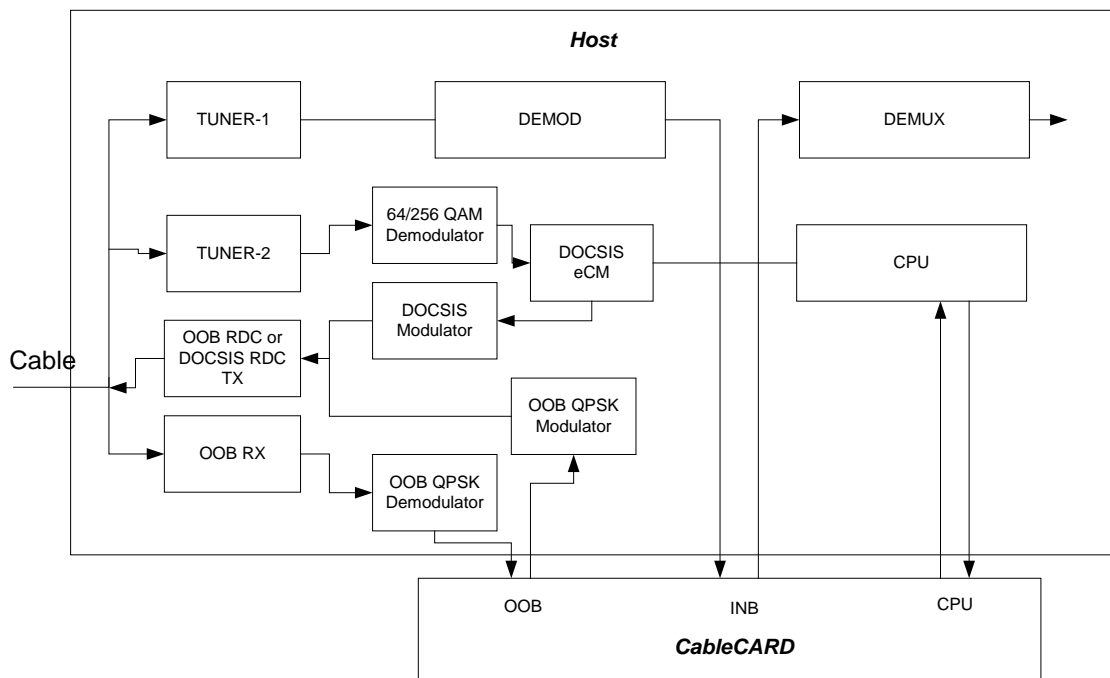 Host
TUNER-1
DEMOD
DEMUX
64/256 QAM
Demodulator
TUNER-2
DOCSIS
eCM
CPU
DOCSIS
Modulator
OOB RDC or
DOCSIS RDC
TX
Cable
OOB QPSK
Modulator
OOB RX
OOB QPSK
Demodulator
OOB
INB
CPU
CableCARD